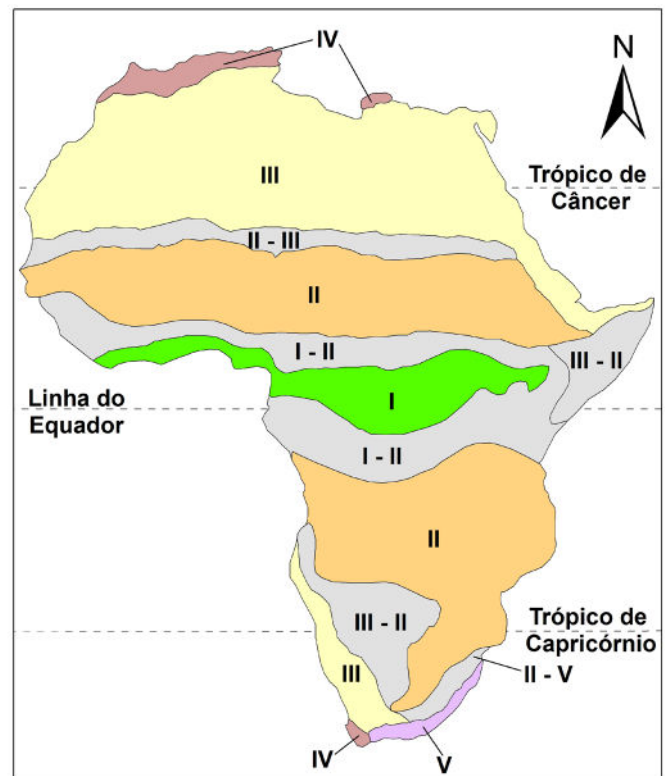 IV
N
III
Trópico de
Câncer
II - III
II
I - II
III - II
Linha do
Equador
I
I - II
II
III - II
Trópico de
Capricórnio
II - V
III
IV
V